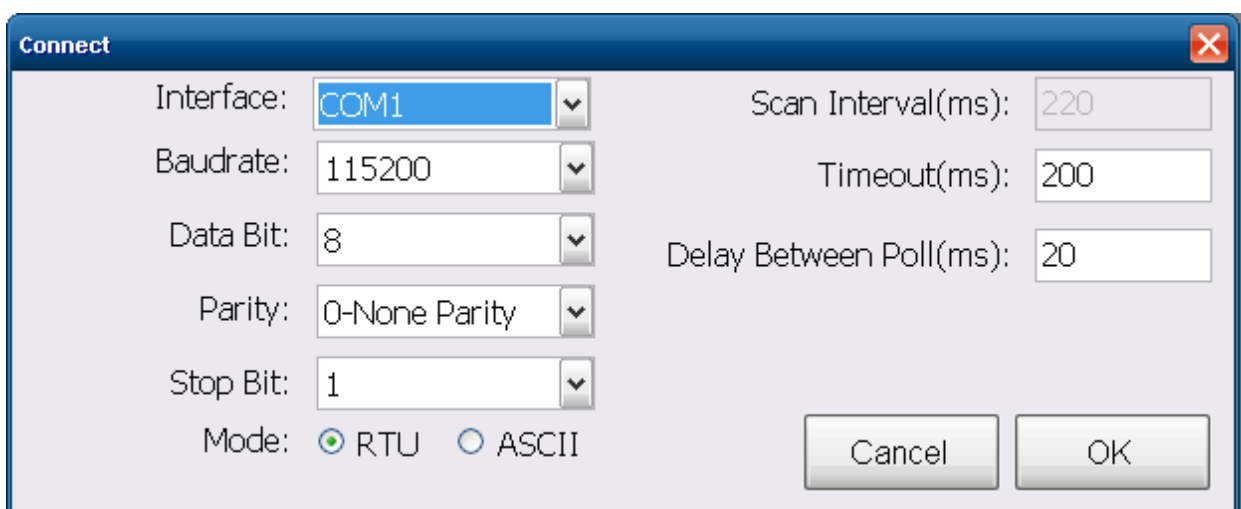 Connect
Interface: COM1 Scan Interval(ms): 220
Baudrate: 115200 Timeout(ms): 200
Data Bit: 8 Delay Between Poll(ms): 20
Parity: 0-None Parity
Stop Bit: 1
Mode: RTU ASCII Cancel OK